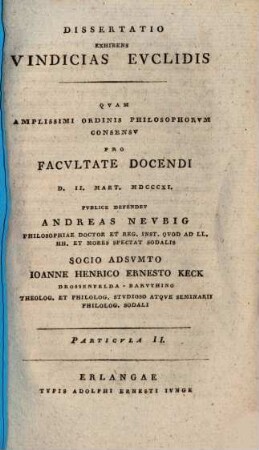 DISSERTATIO
EXHIBENS
VINDICIAS EVCLIDIS
QVAM
AMPLISSIMI ORDINIS PHILOSOPHORVM
CONSENSV
PRO
FACVLTATE DOCENDI
D. II. MART. MDCCCXI.
PVBLICE DEFENDET
ANDREAS NEVBIG
PHILOSOPHIAE DOCTOR ET REG. INST. QVOD AD LL.
HH. ET MORES SPECTAT SODALIS
SOCIO ADSVMTO
IOANNE HENRICO ERNESTO KECK
DROSSENFELDA-BARVTHINO
THEOLOG. ET PHILOLOG. STVDIOSO ATQVE SEMINARII
PHILOLOG. SODALI
PARTICVLA II.
ERLANGAE
TYPIS ADOLPHI ERNESTI IVNGE